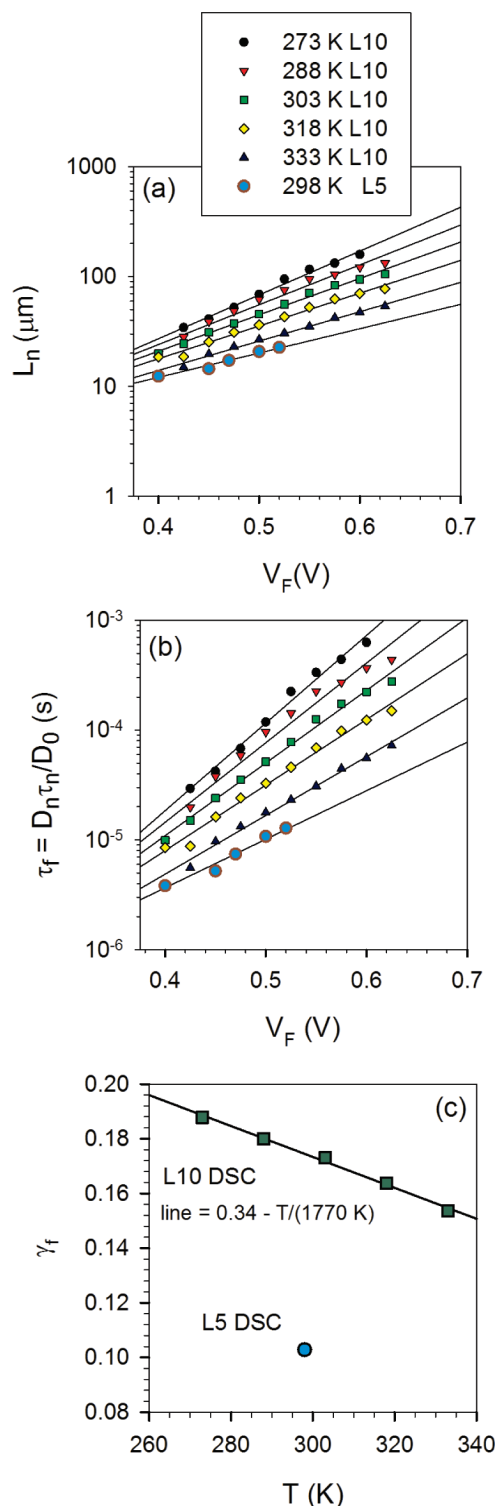 273 K L10
288 K L10
303 K L10
318 K L10
333 K L10
298 K L5
(a)
1000
100
10
1
Lₙ (μm)
0.4 0.5 0.6 0.7
V_F(V)
(b)
10⁻³
10⁻⁴
10⁻⁵
10⁻⁶
τ_f = Dₙτₙ/D₀ (s)
0.4 0.5 0.6 0.7
V_F (V)
(c)
0.20
0.18
0.16
0.14
0.12
0.10
0.08
γ_f
L10 DSC
line = 0.34 - T/(1770 K)
L5 DSC
260 280 300 320 340
T (K)